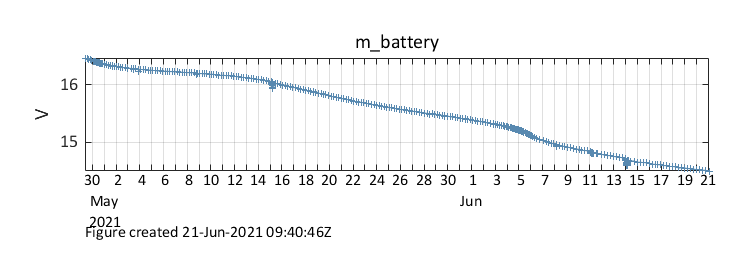 m_battery
V
16
15
30 2 4 6 8 10 12 14 16 18 20 22 24 26 28 30 1 3 5 7 9 11 13 15 17 19 21
May Jun
2021
Figure created 21-Jun-2021 09:40:46Z